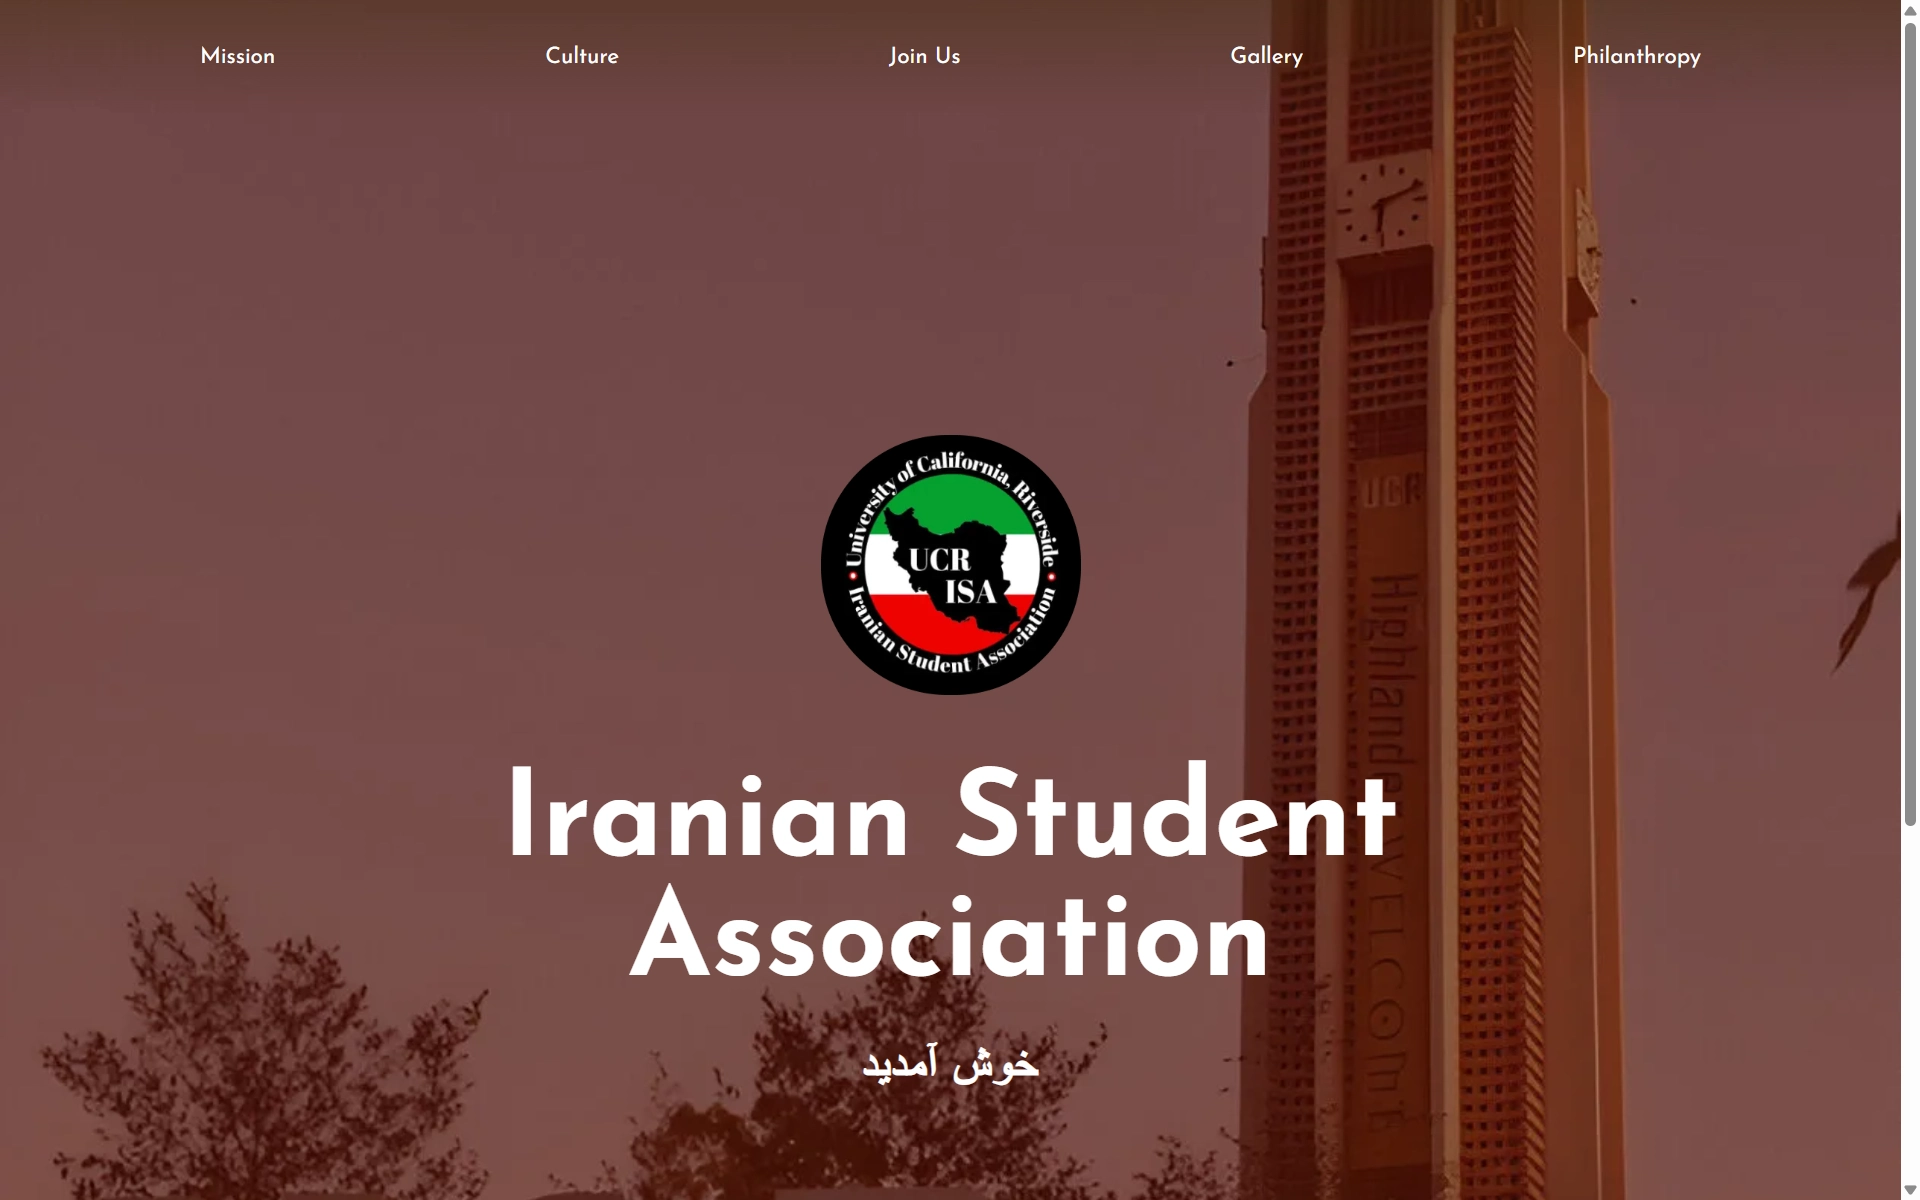 Mission
Culture
Join Us
Gallery
Philanthropy
University of California, Riverside
UCR
ISA
Iranian Student Association
UCR
Highlander
WELCOME
Iranian Student
Association
خوش آمدید